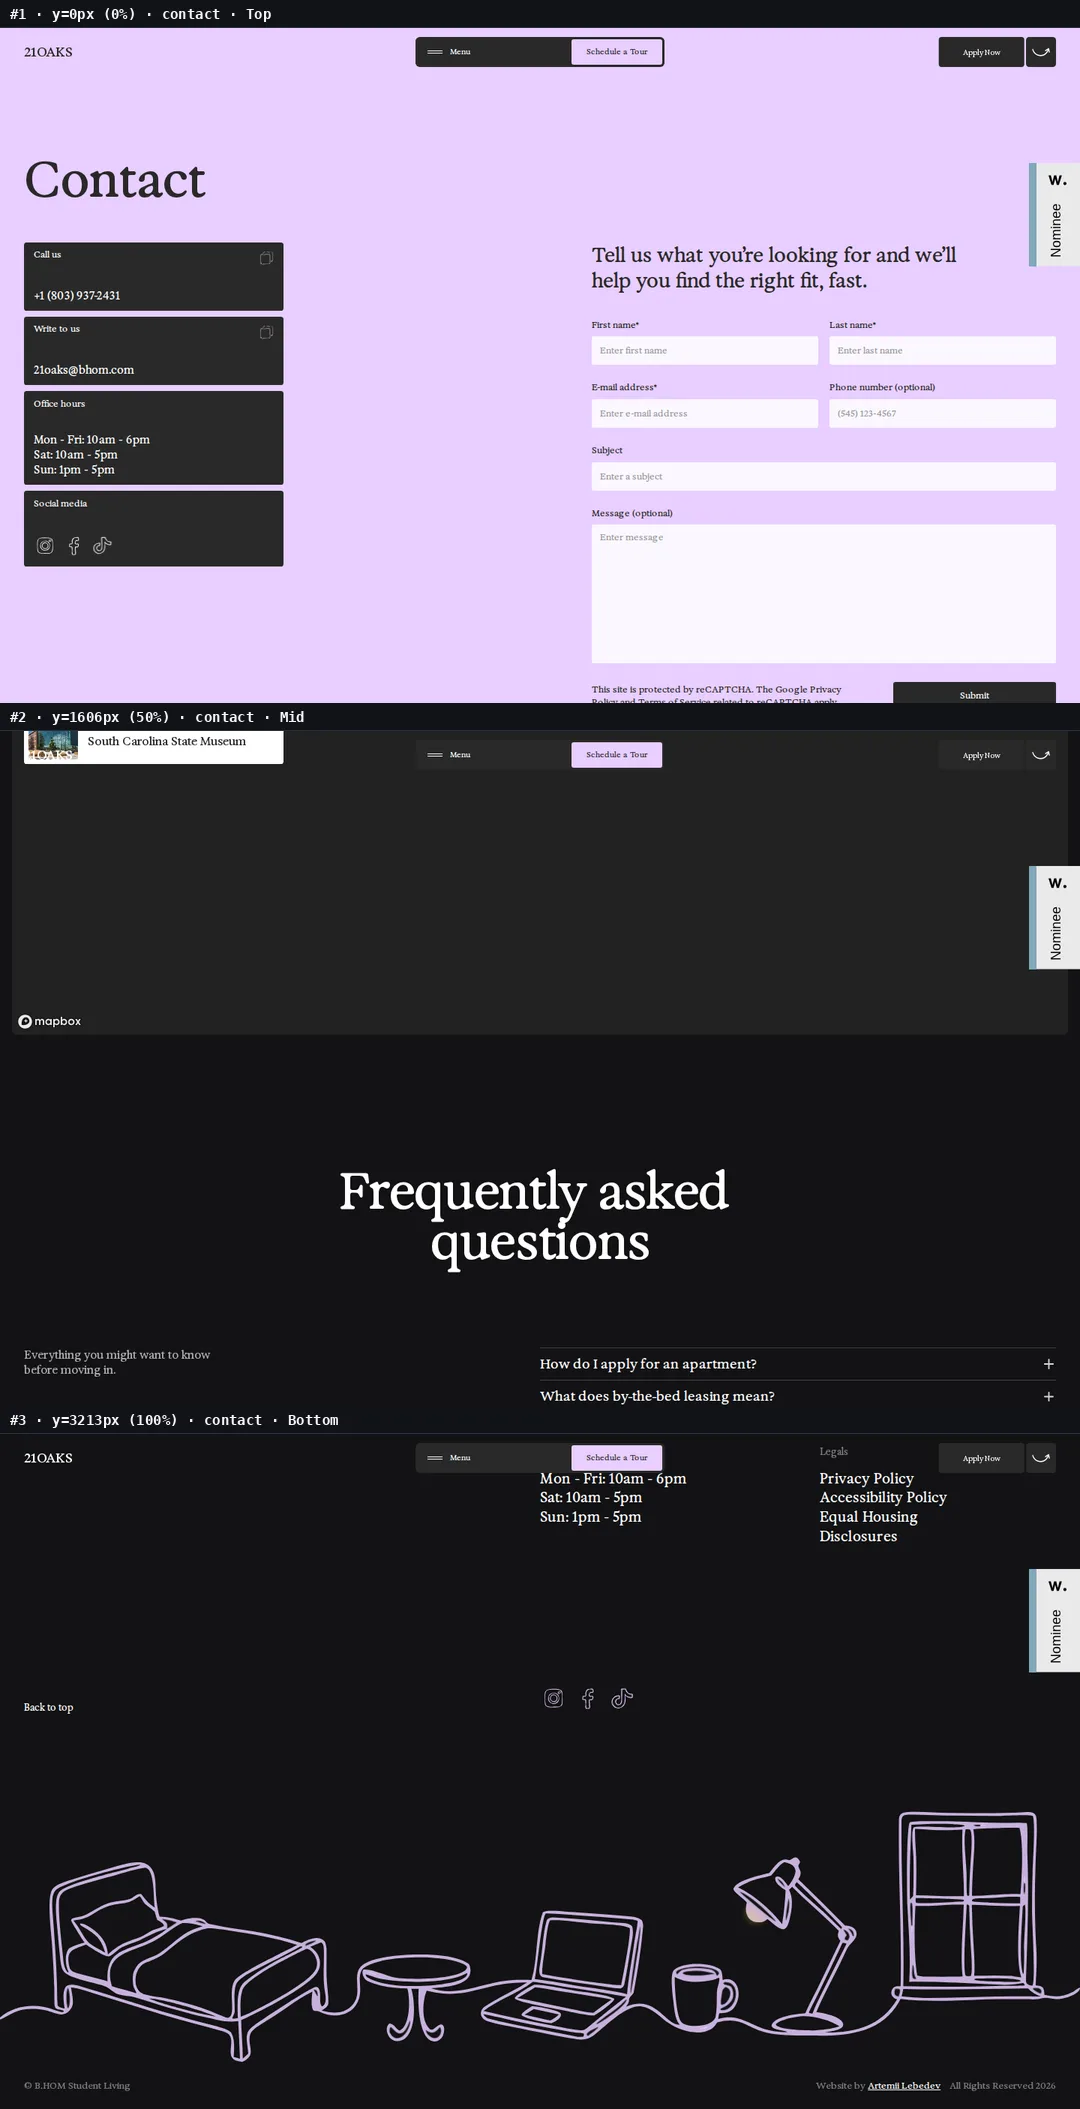 #1 · y=0px (0%) · contact · Top
21OAKS
Menu
Schedule a Tour
Apply Now
Contact
w.
Nominee
Call us
+1 (803) 937-2431
Write to us
21oaks@bhom.com
Office hours
Mon - Fri: 10am - 6pm
Sat: 10am - 5pm
Sun: 1pm - 5pm
Social media
Tell us what you're looking for and we'll
help you find the right fit, fast.
First name*
Last name*
Enter first name
Enter last name
E-mail address*
Phone number (optional)
Enter e-mail address
(545) 123-4567
Subject
Enter a subject
Message (optional)
Enter message
This site is protected by reCAPTCHA. The Google Privacy
Policy and Terms of Service related to reCAPTCHA apply.
Submit
#2 · y=1606px (50%) · contact · Mid
South Carolina State Museum
Menu
Schedule a Tour
Apply Now
w.
Nominee
mapbox
Frequently asked
questions
Everything you might want to know
before moving in.
How do I apply for an apartment?
What does by-the-bed leasing mean?
#3 · y=3213px (100%) · contact · Bottom
21OAKS
Menu
Schedule a Tour
Legals
Apply Now
Mon - Fri: 10am - 6pm
Sat: 10am - 5pm
Sun: 1pm - 5pm
Privacy Policy
Accessibility Policy
Equal Housing
Disclosures
w.
Nominee
Back to top
© B.HOM Student Living
Website by Artemii Lebedev
All Rights Reserved 2026